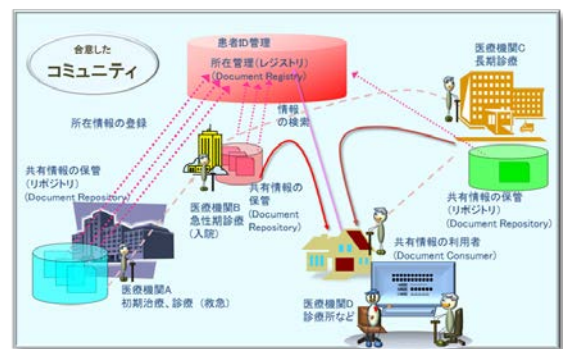 合意した
コミュニティ
患者ID管理
所在管理(レジストリ)
(Document Registry)
医療機関C
長期診療
所在情報の登録
情報
の検索
共有情報の保管
(リポジトリ)
(Document Repository)
医療機関B
急性期診療
(入院)
共有情報の
保管
(Document
Repository)
共有情報の保管
(リポジトリ)
(Document Repository)
共有情報の利用者
(Document Consumer)
医療機関A
初期治療、診療（救急）
医療機関D
診療所など